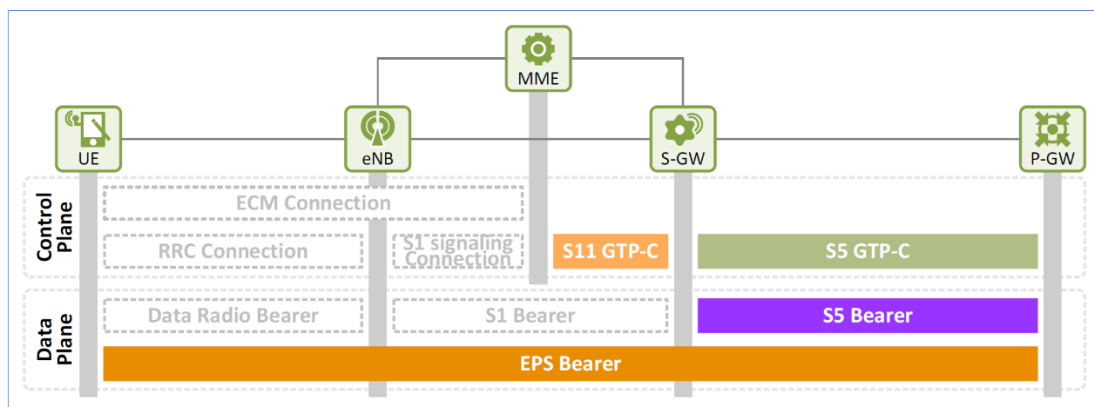 MME
UE
eNB
S-GW
P-GW
Control
Plane
ECM Connection
RRC Connection
S1 signaling
Connection
S11 GTP-C
S5 GTP-C
Data
Plane
Data Radio Bearer
S1 Bearer
S5 Bearer
EPS Bearer